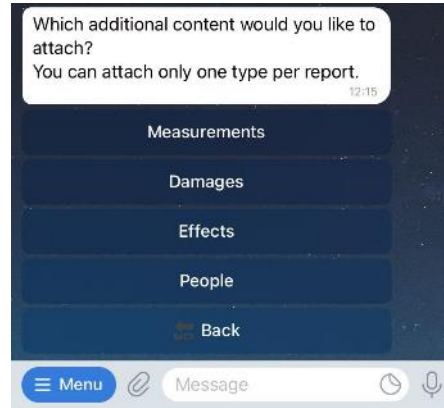 Which additional content would you like to
attach?
You can attach only one type per report.
12:15
Measurements
Damages
Effects
People
🔙 Back
Menu
Message